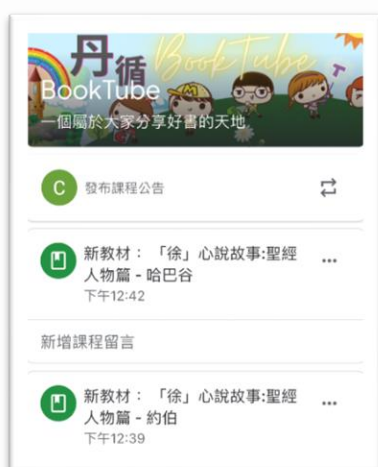 丹循
BookTube
BookTube
一個屬於大家分享好書的天地
C 發布課程公告
新教材： 「徐」心說故事:聖經
人物篇 - 哈巴谷
下午12:42
新增課程留言
新教材： 「徐」心說故事:聖經
人物篇 - 約伯
下午12:39